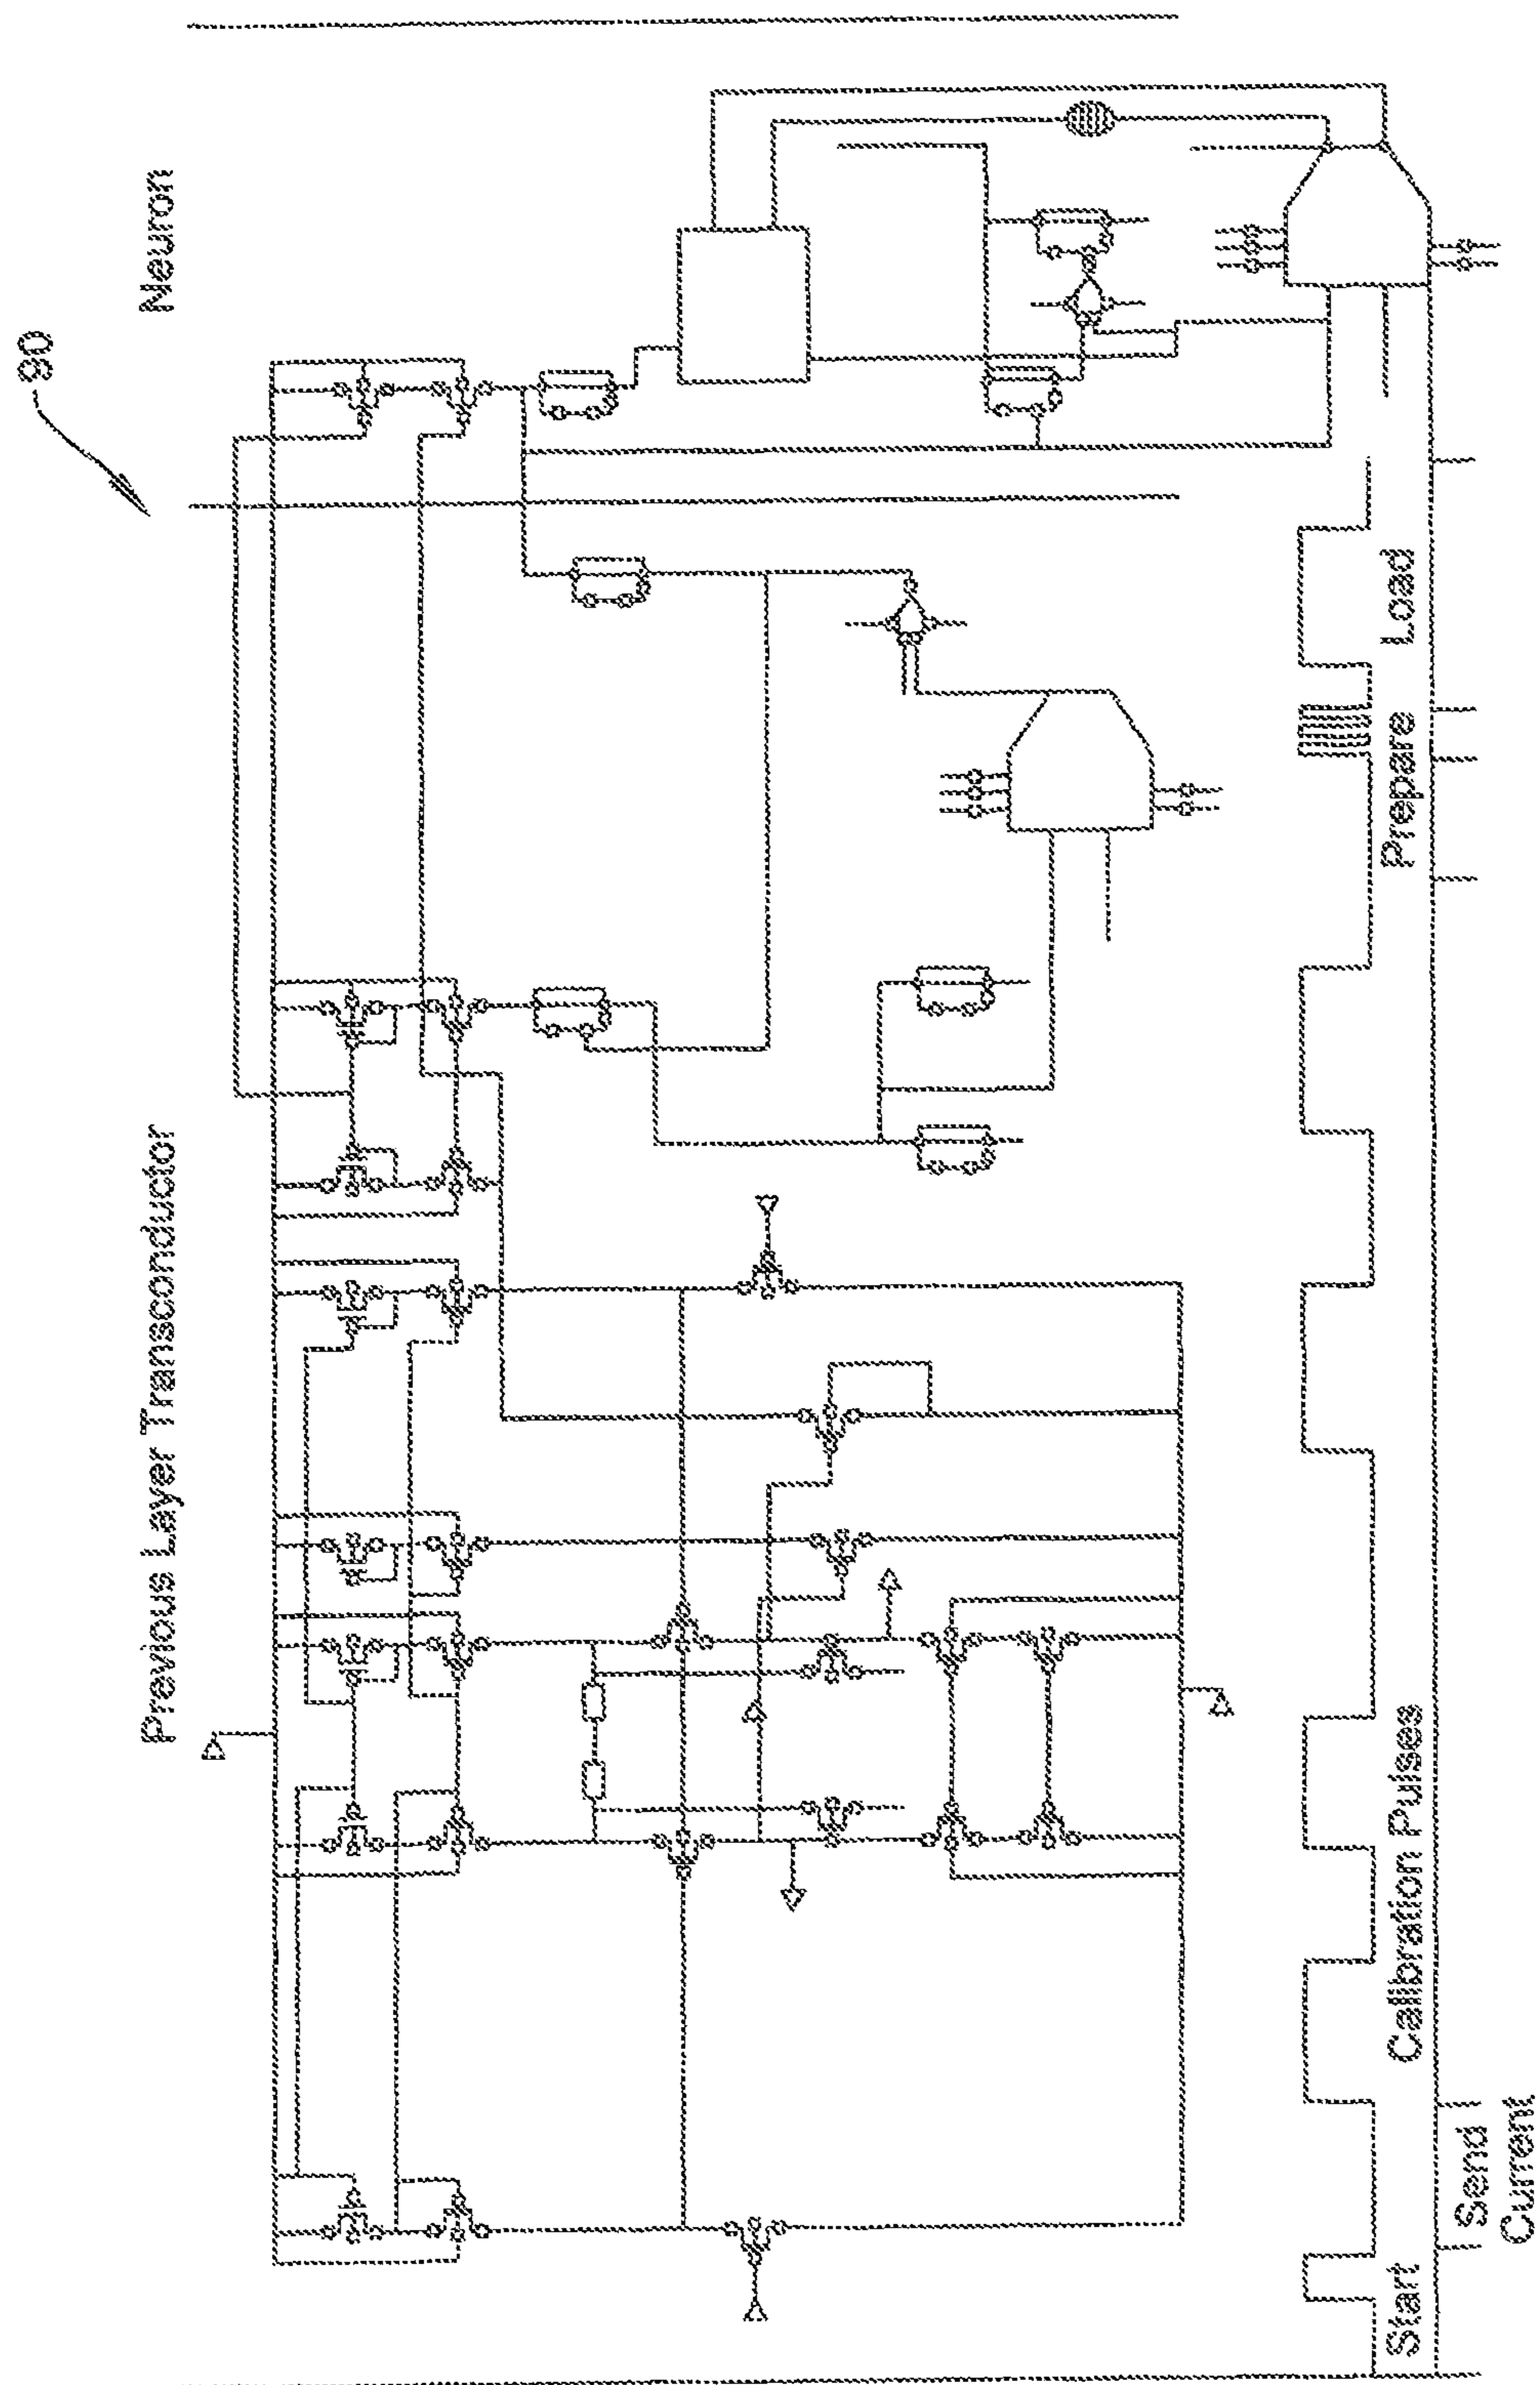 90
Previous Layer Transconductor
Neuron
Start
Send
Current
Calibration Pulses
Prepare
Load